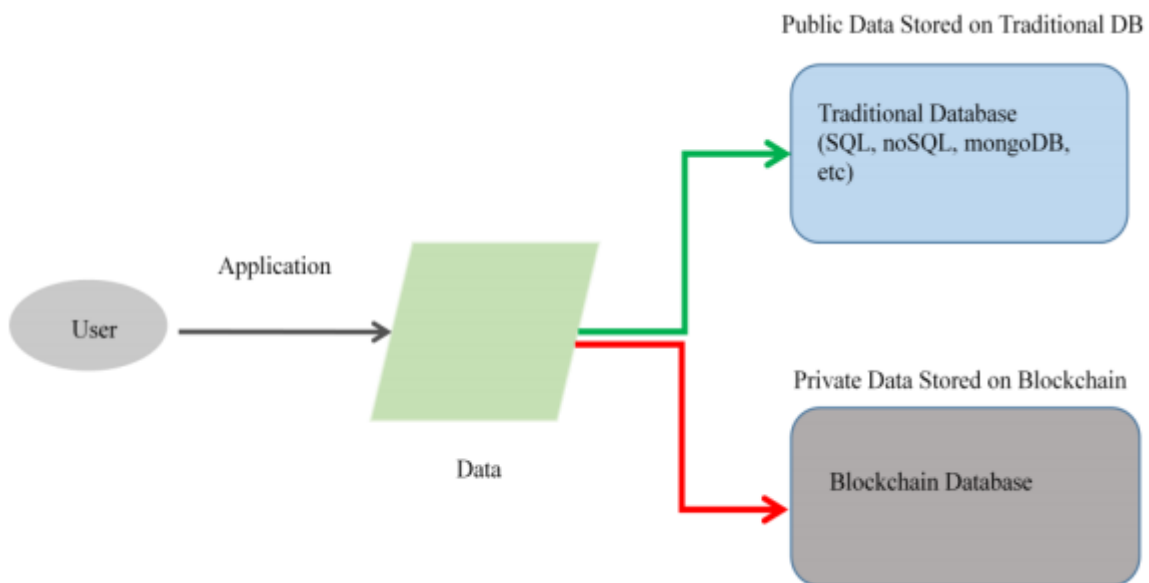 Public Data Stored on Traditional DB
Traditional Database
(SQL, noSQL, mongoDB,
etc)
Application
User
Data
Private Data Stored on Blockchain
Blockchain Database